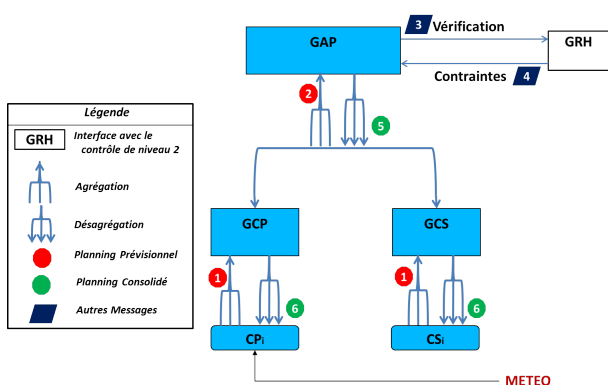 3 Vérification
GAP
GRH
Contraintes 4
2
5
Légende
GRH Interface avec le
contrôle de niveau 2
Agrégation
Désagrégation
Planning Prévisionnel
Planning Consolidé
Autres Messages
GCP
GCS
1
1
6
6
CPi
CSi
METEO